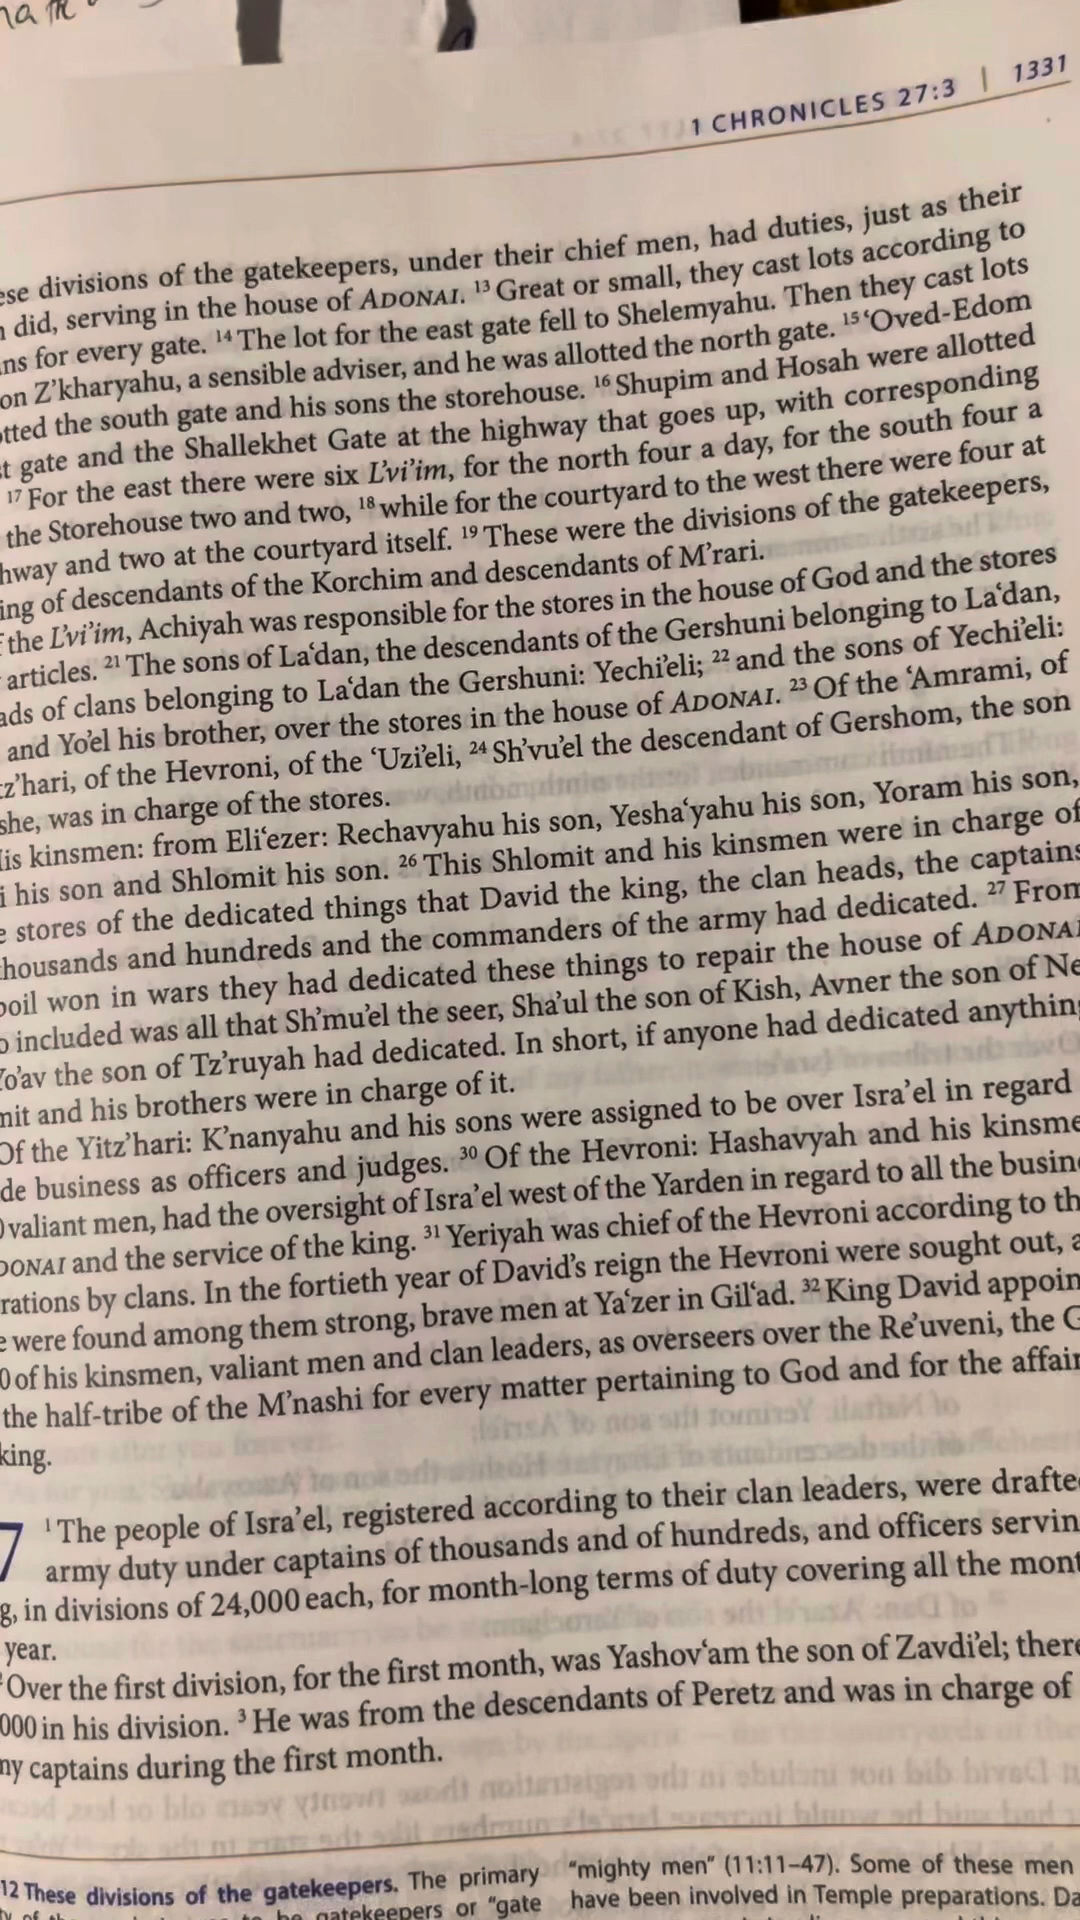 1 CHRONICLES 27:3 | 1331
divisions of the gatekeepers, under their chief men, had duties, just as their
did, serving in the house of ADONAI. 13 Great or small, they cast lots according to
for every gate. 14 The lot for the east gate fell to Shelemyahu. Then they cast lots
on Z’kharyahu, a sensible adviser, and he was allotted the north gate. 15 ‘Oved-Edom
the south gate and his sons the storehouse. 16 Shupim and Hosah were allotted
gate and the Shallekhet Gate at the highway that goes up, with corresponding
17 For the east there were six L’vi’im, for the north four a day, for the south four a
the Storehouse two and two, 18 while for the courtyard to the west there were four at
and two at the courtyard itself. 19 These were the divisions of the gatekeepers,
of descendants of the Korchim and descendants of M’rari.
the L’vi’im, Achiyah was responsible for the stores in the house of God and the stores
articles. 21 The sons of La‘dan, the descendants of the Gershuni belonging to La‘dan,
of clans belonging to La‘dan the Gershuni: Yechi’eli; 22 and the sons of Yechi’eli:
and Yo’el his brother, over the stores in the house of ADONAI. 23 Of the ‘Amrami, of
tz’hari, of the Hevroni, of the ‘Uzi’eli, 24 Sh’vu’el the descendant of Gershom, the son
she, was in charge of the stores.
kinsmen: from Eli‘ezer: Rechavyahu his son, Yesha‘yahu his son, Yoram his son,
his son and Shlomit his son. 26 This Shlomit and his kinsmen were in charge of
stores of the dedicated things that David the king, the clan heads, the captains
housands and hundreds and the commanders of the army had dedicated. 27 From
oil won in wars they had dedicated these things to repair the house of ADONAI
included was all that Sh’mu’el the seer, Sha’ul the son of Kish, Avner the son of Ne
Yo’av the son of Tz’ruyah had dedicated. In short, if anyone had dedicated anything
mit and his brothers were in charge of it.
Of the Yitz’hari: K’nanyahu and his sons were assigned to be over Isra’el in regard
de business as officers and judges. 30 Of the Hevroni: Hashavyah and his kinsme
valiant men, had the oversight of Isra’el west of the Yarden in regard to all the busine
DONAI and the service of the king. 31 Yeriyah was chief of the Hevroni according to th
rations by clans. In the fortieth year of David’s reign the Hevroni were sought out, a
were found among them strong, brave men at Ya‘zer in Gil‘ad. 32 King David appoin
0 of his kinsmen, valiant men and clan leaders, as overseers over the Re’uveni, the G
the half-tribe of the M’nashi for every matter pertaining to God and for the affair
king.
7 1 The people of Isra’el, registered according to their clan leaders, were drafte
army duty under captains of thousands and of hundreds, and officers servin
g, in divisions of 24,000 each, for month-long terms of duty covering all the mont
year.
Over the first division, for the first month, was Yashov‘am the son of Zavdi’el; there
000 in his division. 3 He was from the descendants of Peretz and was in charge of
ny captains during the first month.
12 These divisions of the gatekeepers. The primary
gatekeepers or “gate
“mighty men” (11:11–47). Some of these men
have been involved in Temple preparations. Da